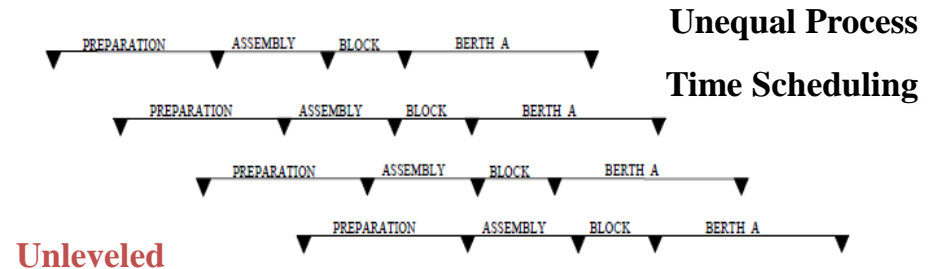 Unequal Process
Time Scheduling
PREPARATION ASSEMBLY BLOCK BERTH A
PREPARATION ASSEMBLY BLOCK BERTH A
PREPARATION ASSEMBLY BLOCK BERTH A
PREPARATION ASSEMBLY BLOCK BERTH A
Unleveled